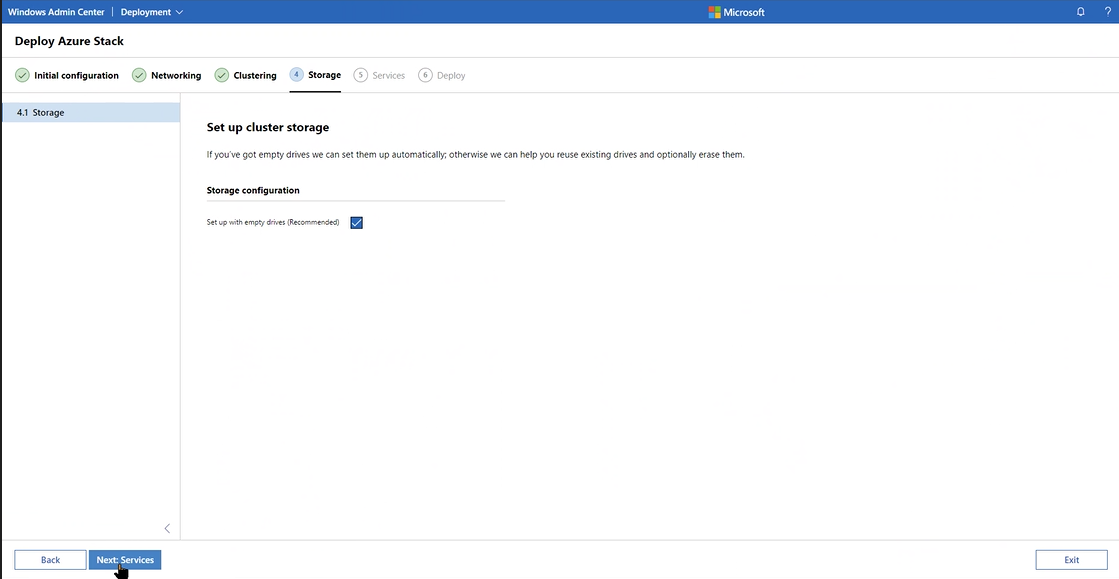 Windows Admin Center | Deployment Microsoft ?
Deploy Azure Stack
Initial configuration Networking Clustering 4 Storage 5 Services 6 Deploy
4.1 Storage
Set up cluster storage
If you've got empty drives we can set them up automatically; otherwise we can help you reuse existing drives and optionally erase them.
Storage configuration
Set up with empty drives (Recommended)
Back Next: Services Exit